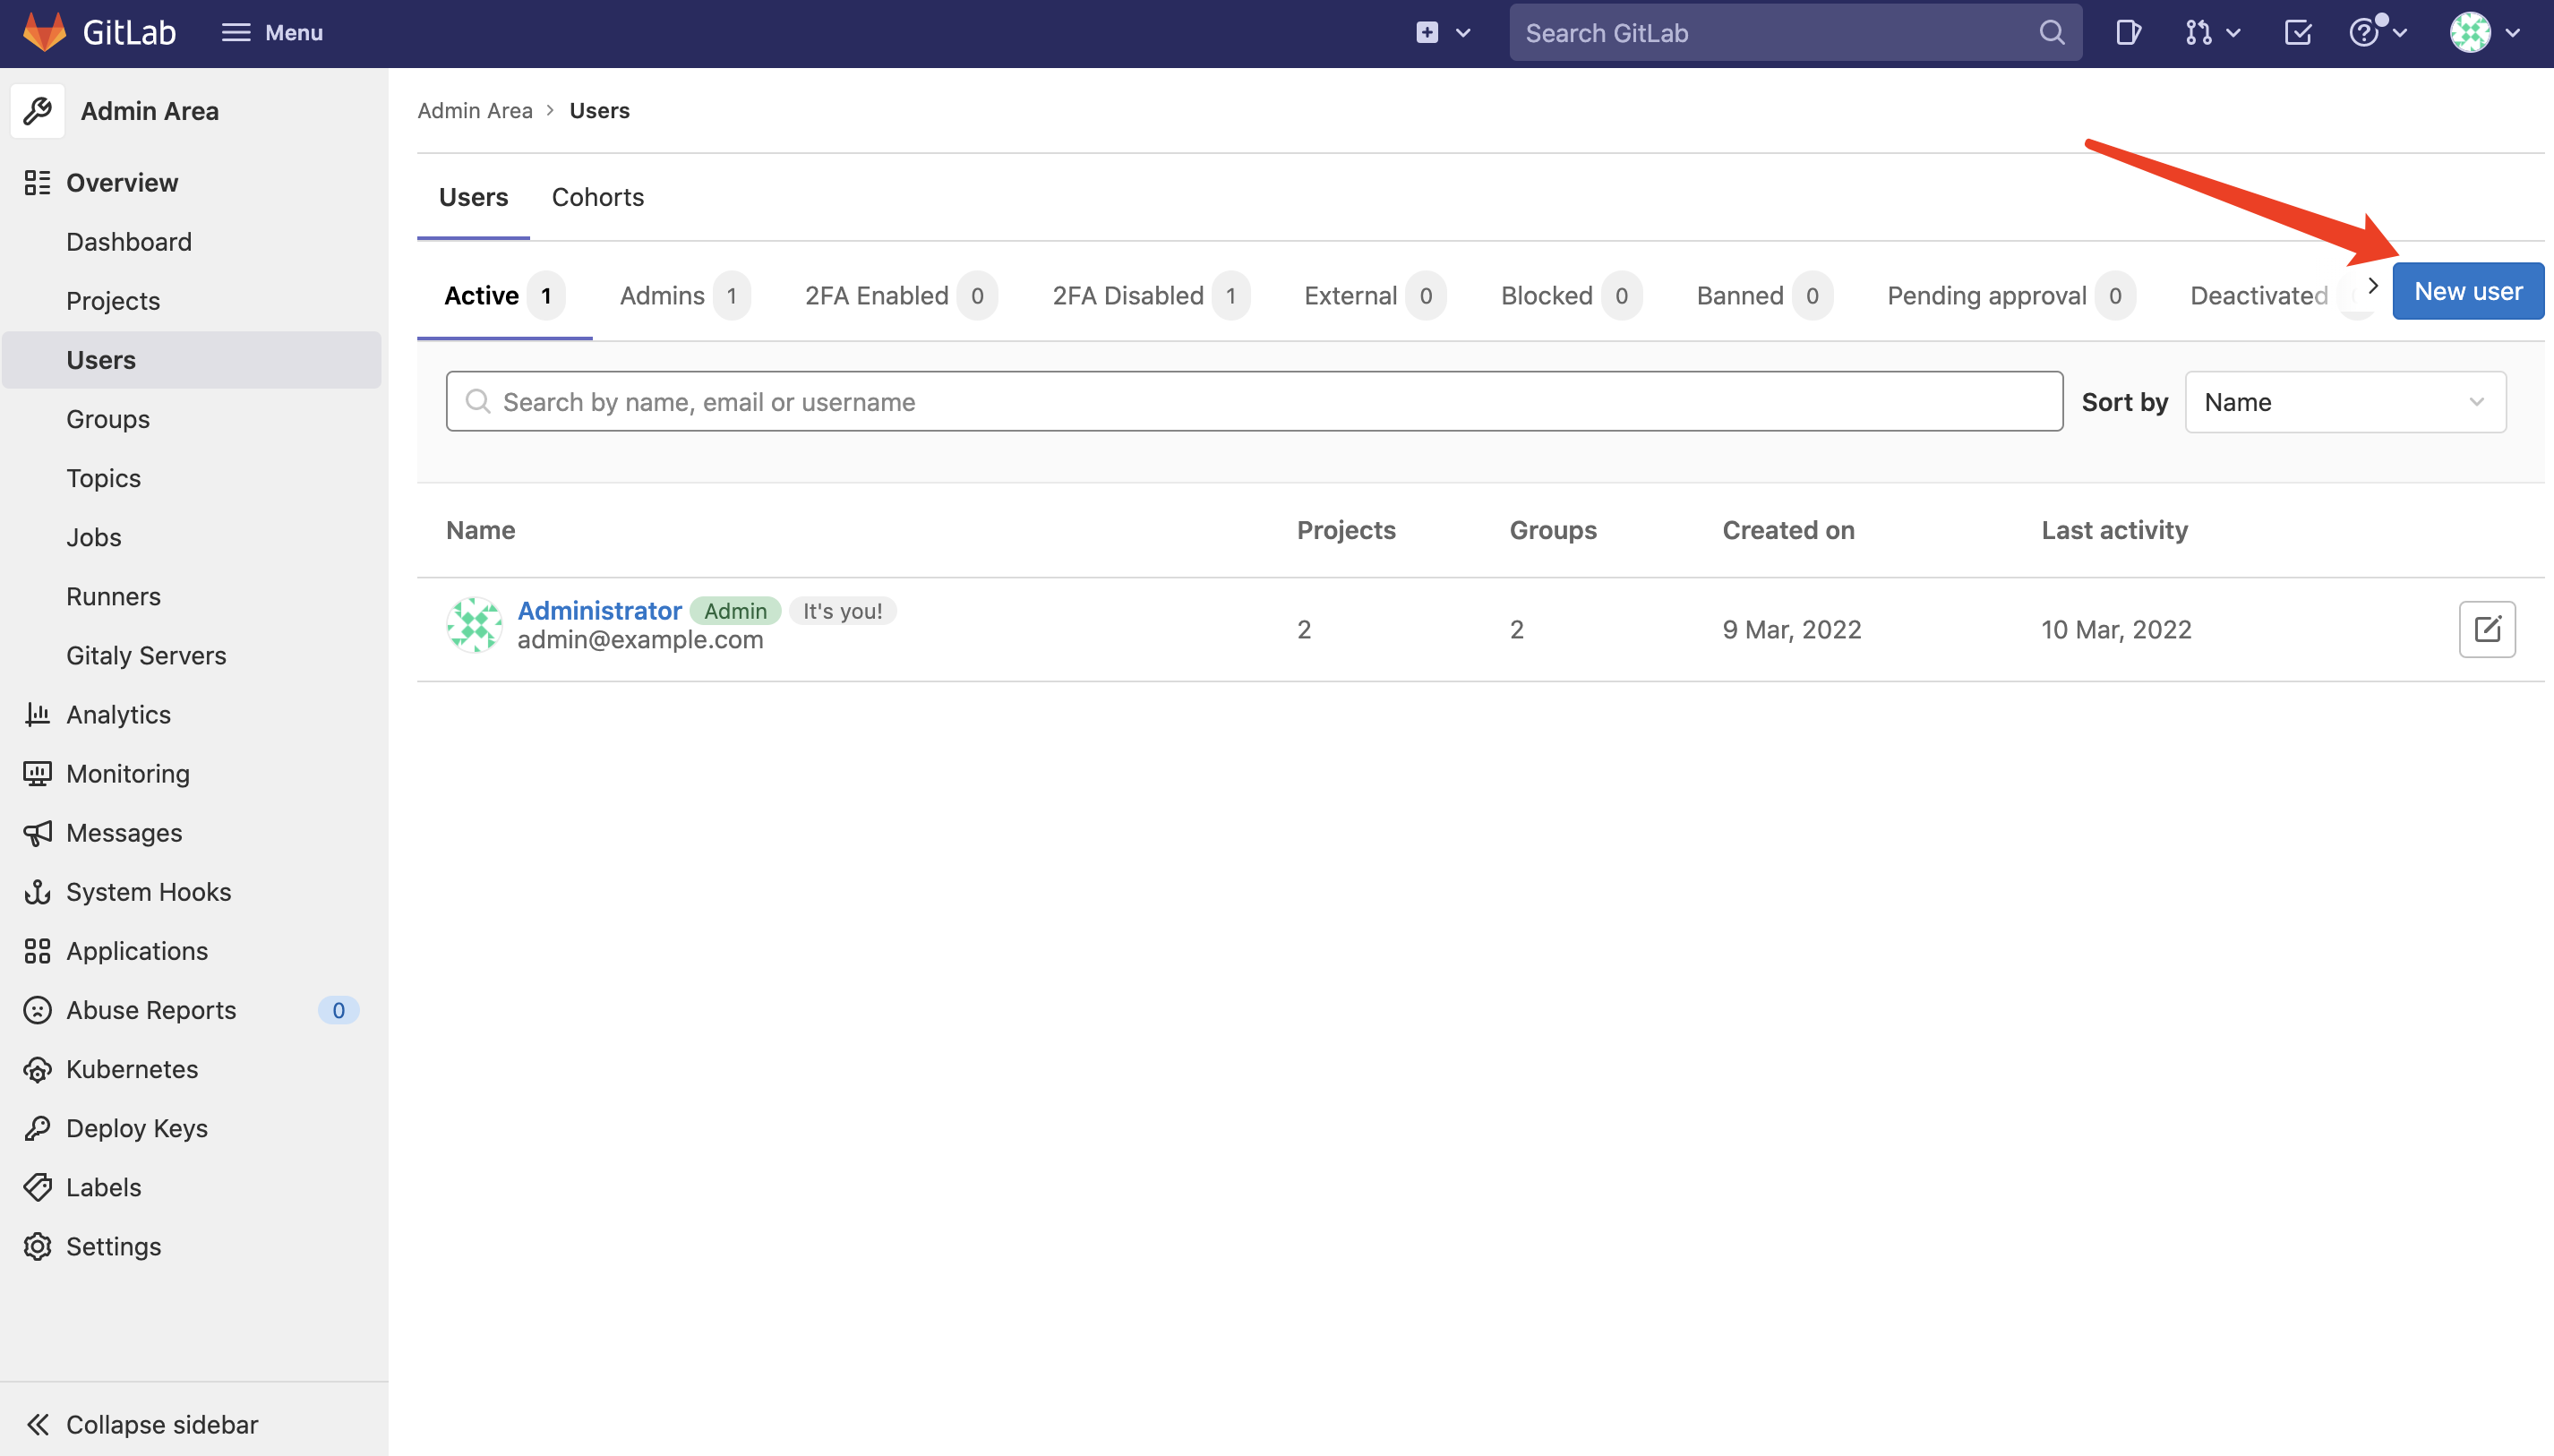 GitLab Menu Search GitLab
Admin Area
Overview
Dashboard
Projects
Users
Groups
Topics
Jobs
Runners
Gitaly Servers
Analytics
Monitoring
Messages
System Hooks
Applications
Abuse Reports 0
Kubernetes
Deploy Keys
Labels
Settings
Collapse sidebar
Admin Area > Users
Users Cohorts
Active 1 Admins 1 2FA Enabled 0 2FA Disabled 1 External 0 Blocked 0 Banned 0 Pending approval 0 Deactivated New user
Search by name, email or username Sort by Name
Name Projects Groups Created on Last activity
Administrator Admin It's you!
admin@example.com 2 2 9 Mar, 2022 10 Mar, 2022